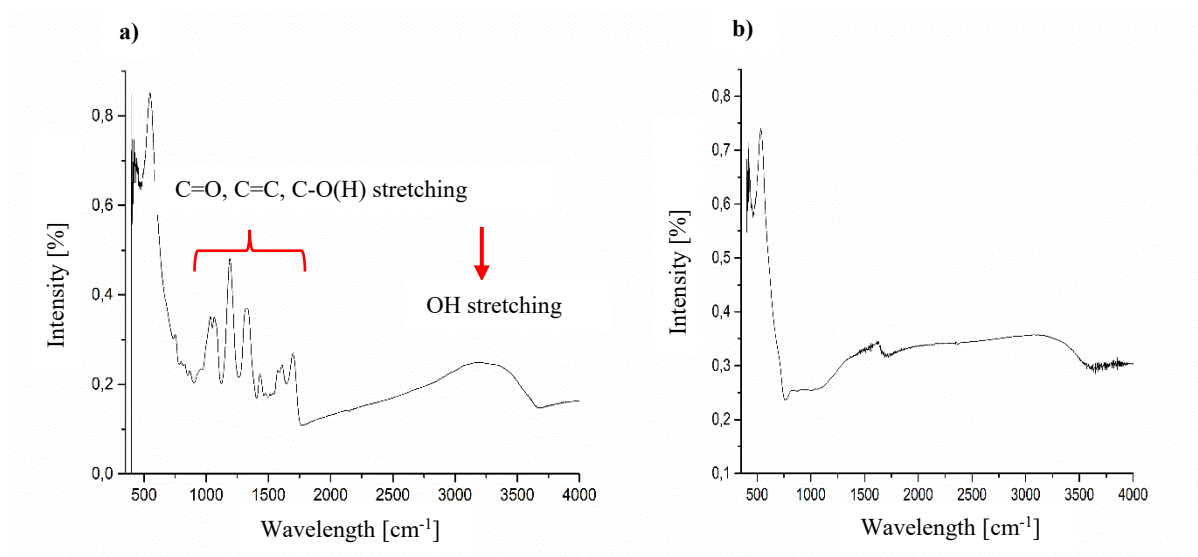 a)
0,8
0,6
0,4
0,2
0,0
Intensity [%]
C=O, C=C, C-O(H) stretching
OH stretching
500 1000 1500 2000 2500 3000 3500 4000
Wavelength [cm-1]
b)
0,8
0,7
0,6
0,5
0,4
0,3
0,2
0,1
Intensity [%]
500 1000 1500 2000 2500 3000 3500 4000
Wavelength [cm-1]